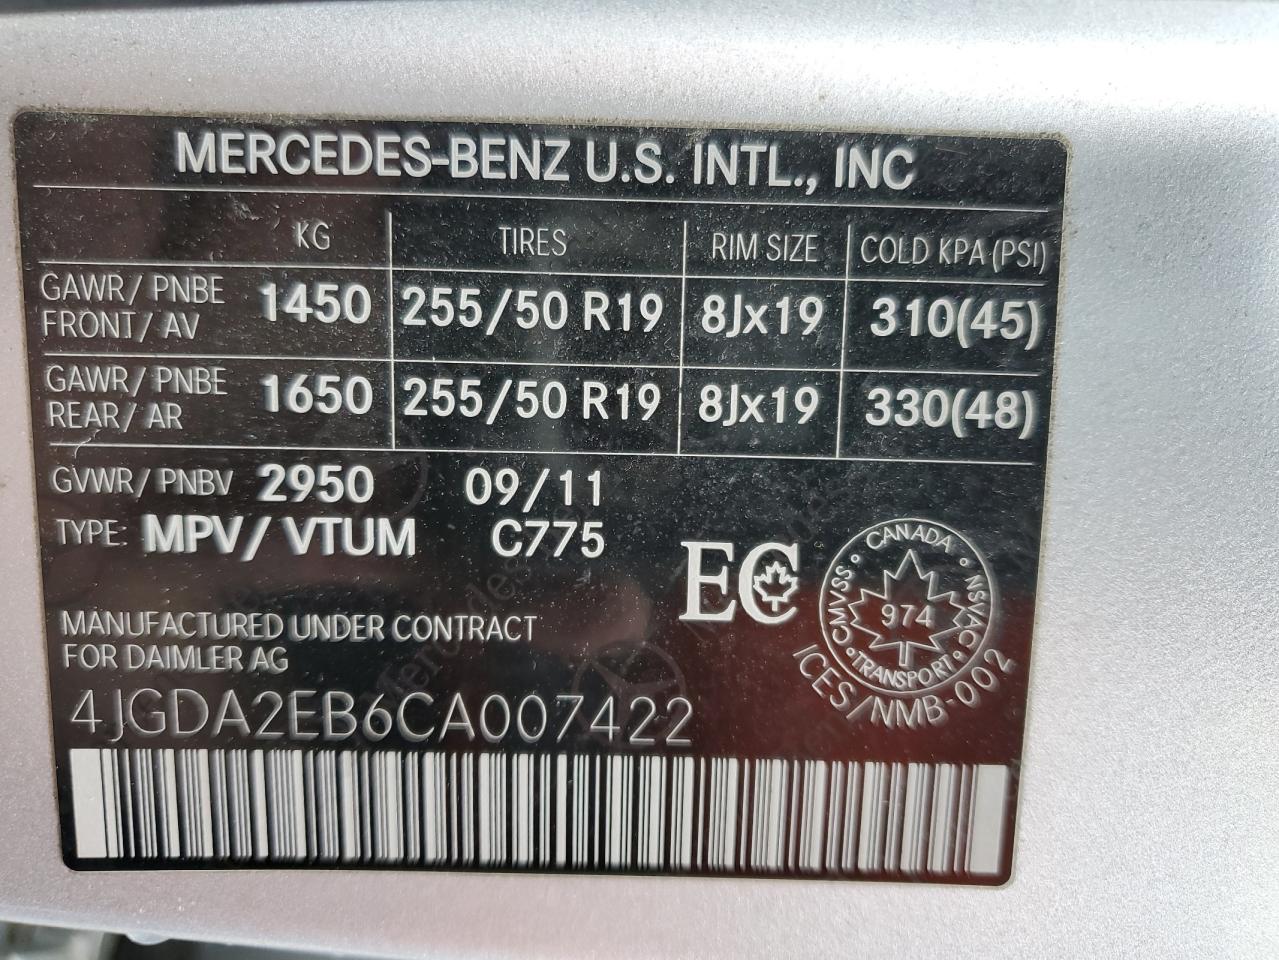 MERCEDES-BENZ U.S. INTL., INC
KG TIRES RIM SIZE COLD KPA (PSI)
GAWR/ PNBE FRONT/ AV 1450 255/50 R19 8Jx19 310(45)
GAWR/ PNBE REAR/ AR 1650 255/50 R19 8Jx19 330(48)
GVWR/ PNBV 2950 09/11
TYPE: MPV/ VTUM C775
EC
CANADA
CMVSS NSVAC
974
TRANSPORT
ICES/NMB-002
MANUFACTURED UNDER CONTRACT
FOR DAIMLER AG
4JGDA2EB6CA007422